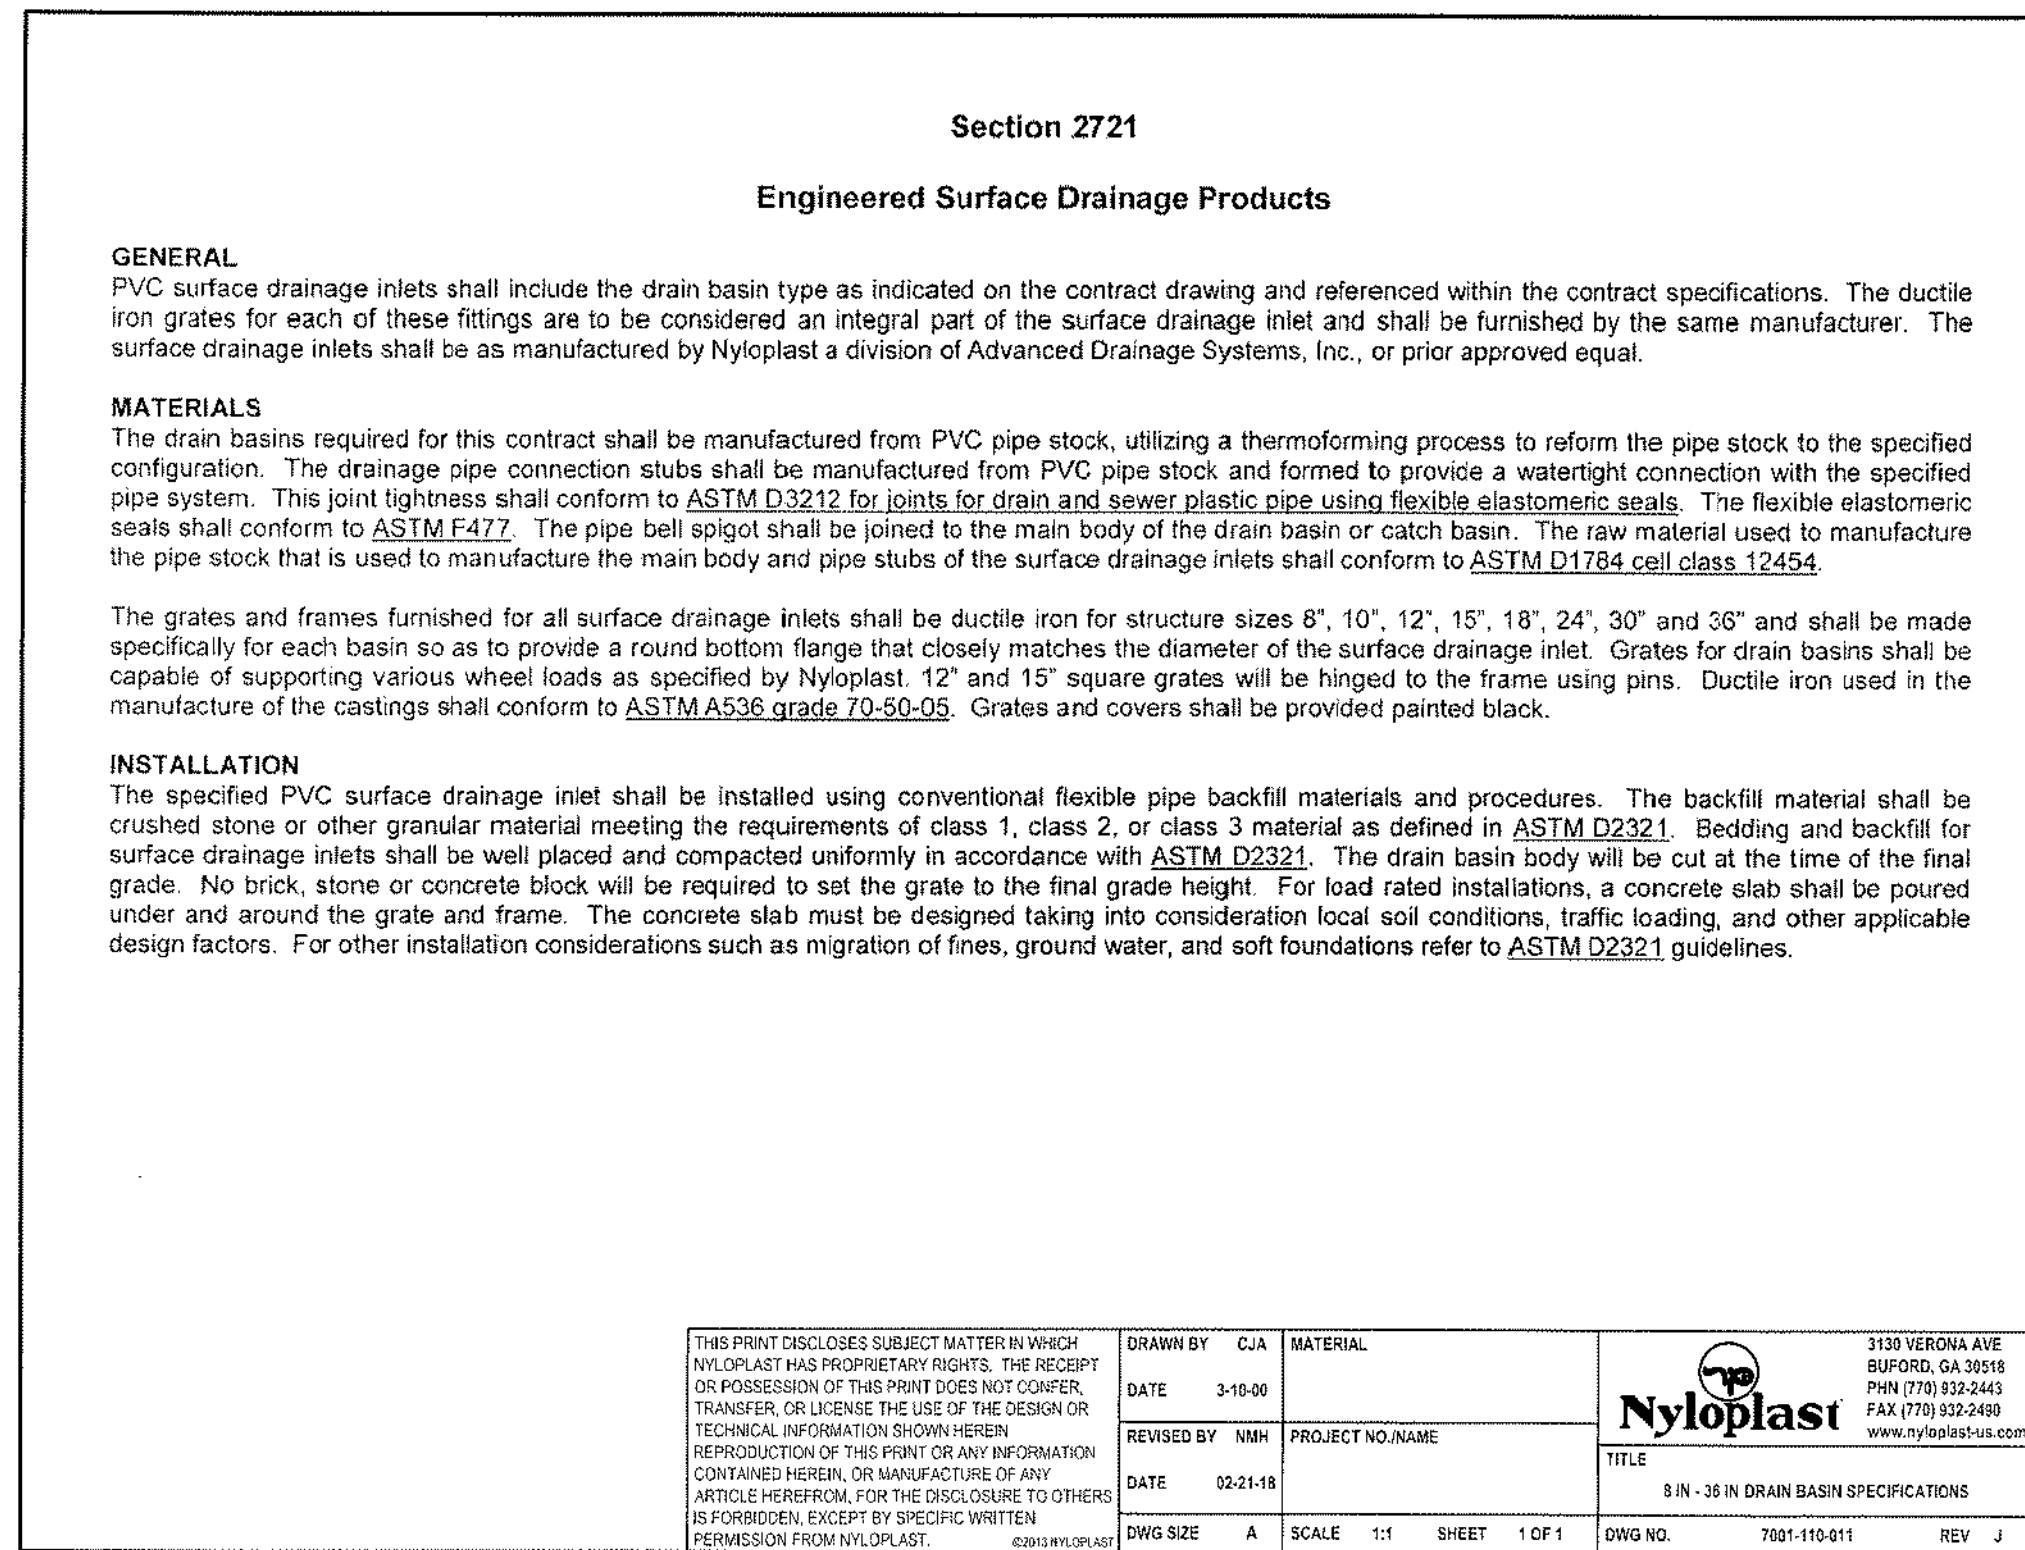 Section 2721
Engineered Surface Drainage Products
GENERAL
PVC surface drainage inlets shall include the drain basin type as indicated on the contract drawing and referenced within the contract specifications. The ductile
iron grates for each of these fittings are to be considered an integral part of the surface drainage inlet and shall be furnished by the same manufacturer. The
surface drainage inlets shall be as manufactured by Nyloplast a division of Advanced Drainage Systems, Inc., or prior approved equal.
MATERIALS
The drain basins required for this contract shall be manufactured from PVC pipe stock, utilizing a thermoforming process to reform the pipe stock to the specified
configuration. The drainage pipe connection stubs shall be manufactured from PVC pipe stock and formed to provide a watertight connection with the specified
pipe system. This joint tightness shall conform to ASTM D3212 for joints for drain and sewer plastic pipe using flexible elastomeric seals. The flexible elastomeric
seals shall conform to ASTM F477. The pipe bell spigot shall be joined to the main body of the drain basin or catch basin. The raw material used to manufacture
the pipe stock that is used to manufacture the main body and pipe stubs of the surface drainage inlets shall conform to ASTM D1784 cell class 12454.
The grates and frames furnished for all surface drainage inlets shall be ductile iron for structure sizes 8", 10", 12", 15", 18", 24", 30" and 36" and shall be made
specifically for each basin so as to provide a round bottom flange that closely matches the diameter of the surface drainage inlet. Grates for drain basins shall be
capable of supporting various wheel loads as specified by Nyloplast. 12" and 15" square grates will be hinged to the frame using pins. Ductile iron used in the
manufacture of the castings shall conform to ASTM A536 grade 70-50-05. Grates and covers shall be provided painted black.
INSTALLATION
The specified PVC surface drainage inlet shall be installed using conventional flexible pipe backfill materials and procedures. The backfill material shall be
crushed stone or other granular material meeting the requirements of class 1, class 2, or class 3 material as defined in ASTM D2321. Bedding and backfill for
surface drainage inlets shall be well placed and compacted uniformly in accordance with ASTM D2321. The drain basin body will be cut at the time of the final
grade. No brick, stone or concrete block will be required to set the grate to the final grade height. For load rated installations, a concrete slab shall be poured
under and around the grate and frame. The concrete slab must be designed taking into consideration local soil conditions, traffic loading, and other applicable
design factors. For other installation considerations such as migration of fines, ground water, and soft foundations refer to ASTM D2321 guidelines.
THIS PRINT DISCLOSES SUBJECT MATTER IN WHICH
NYLOPLAST HAS PROPRIETARY RIGHTS. THE RECEIPT
OR POSSESSION OF THIS PRINT DOES NOT CONFER,
TRANSFER, OR LICENSE THE USE OF THE DESIGN OR
TECHNICAL INFORMATION SHOWN HEREIN
REPRODUCTION OF THIS PRINT OR ANY INFORMATION
CONTAINED HEREIN, OR MANUFACTURE OF ANY
ARTICLE HEREFROM, FOR THE DISCLOSURE TO OTHERS
IS FORBIDDEN, EXCEPT BY SPECIFIC WRITTEN
PERMISSION FROM NYLOPLAST. ©2013 NYLOPLAST
DRAWN BY CJA
DATE 3-10-00
REVISED BY NMH
DATE 02-21-18
DWG SIZE A
MATERIAL
PROJECT NO./NAME
SCALE 1:1 SHEET 1 OF 1
Nyloplast
3130 VERONA AVE
BUFORD, GA 30518
PHN (770) 932-2443
FAX (770) 932-2490
www.nyloplast-us.com
TITLE
8 IN - 36 IN DRAIN BASIN SPECIFICATIONS
DWG NO. 7001-110-011 REV J